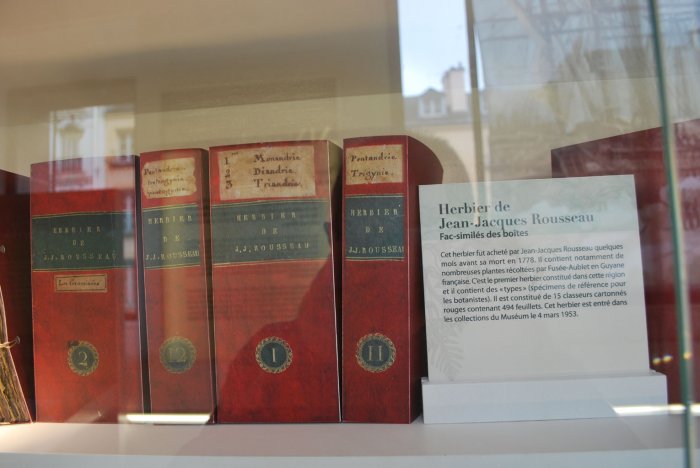 HERBIER
DE
J.J. ROUSSEAU
Les Graminées
2
Pentandrie
HERBIER
DE
J.J. ROUSSEAU
12
1 Monandrie.
2 Diandrie.
3 Triandrie.
HERBIER
DE
J.J. ROUSSEAU
I
Pentandrie
Trigynie.
HERBIER
DE
J.J. ROUSSEAU
11
Herbier de
Jean-Jacques Rousseau
Fac-similés des boîtes
Cet herbier fut acheté par Jean-Jacques Rousseau quelques
mois avant sa mort en 1778. Il contient notamment de
nombreuses plantes récoltées par Fusée-Aublet en Guyane
française. C'est le premier herbier constitué dans cette région
et il contient des «types» (spécimens de référence pour
les botanistes). Il est constitué de 15 classeurs cartonnés
rouges contenant 494 feuillets. Cet herbier est entré dans
les collections du Muséum le 4 mars 1953.